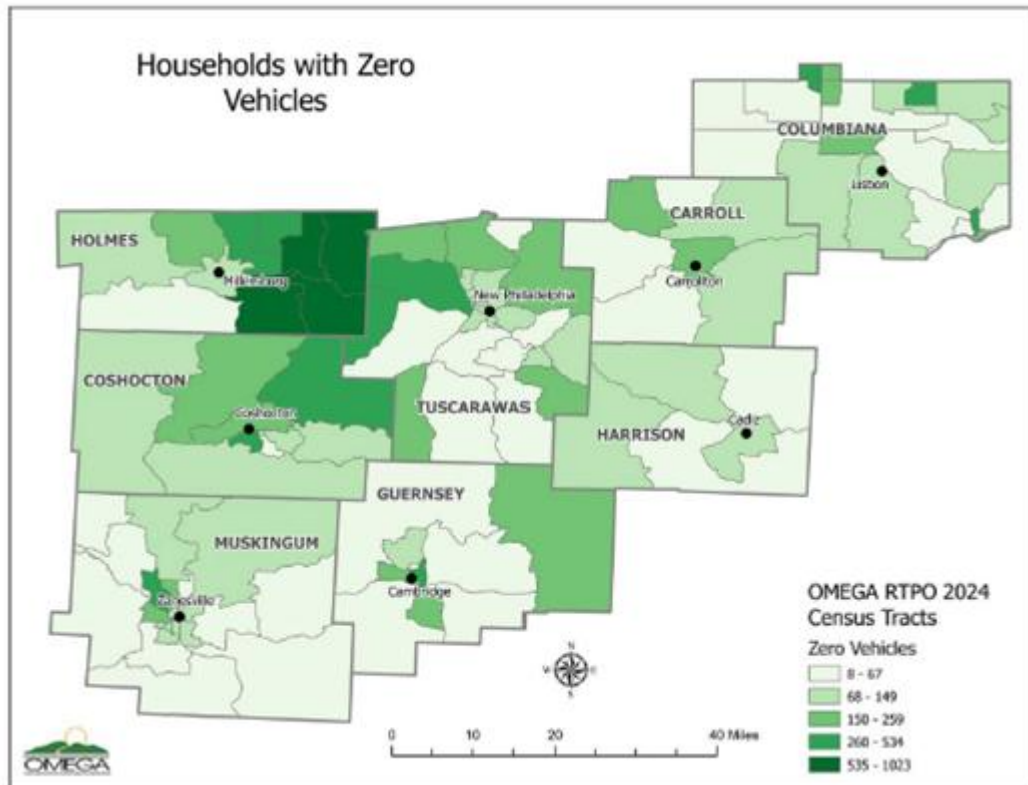 Households with Zero
Vehicles
COLUMBIANA
Lisbon
CARROLL
Carrollton
HOLMES
Millersburg
New Philadelphia
COSHOCTON
Coshocton
TUSCARAWAS
HARRISON
Cadiz
GUERNSEY
MUSKINGUM
Cambridge
Zanesville
OMEGA RTPO 2024
Census Tracts
Zero Vehicles
8 - 67
68 - 149
150 - 259
260 - 534
535 - 1023
N
W
E
S
0 10 20 40 Miles
OMEGA